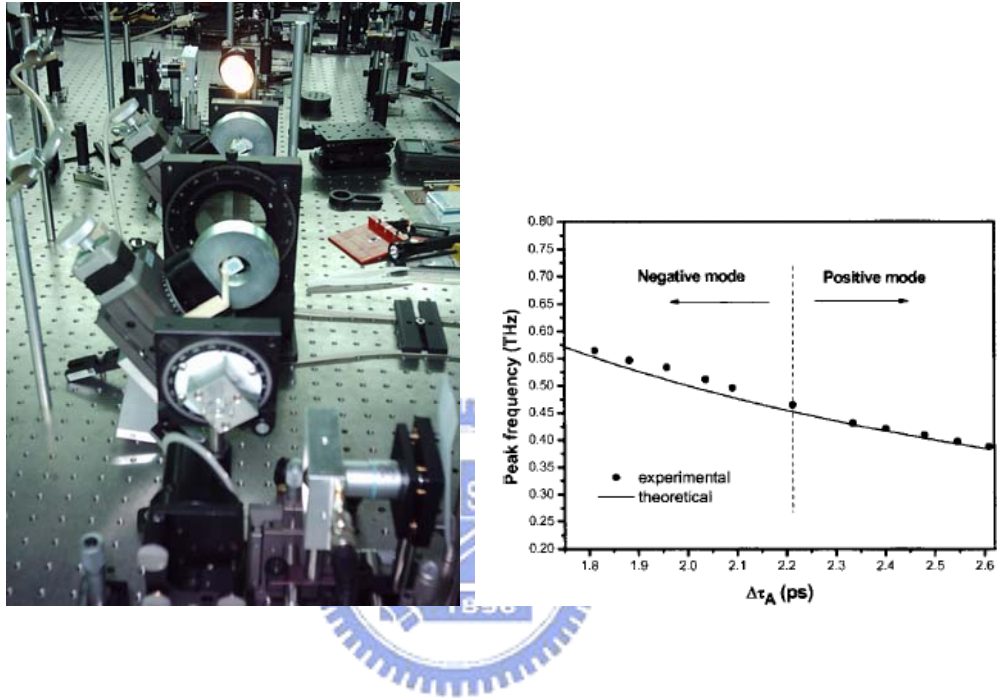 0.80
0.75
0.70
0.65
0.60
0.55
0.50
0.45
0.40
0.35
0.30
0.25
0.20
Peak frequency (THz)
Negative mode
Positive mode
experimental
theoretical
1.8 1.9 2.0 2.1 2.2 2.3 2.4 2.5 2.6
Δτ_A (ps)
1896